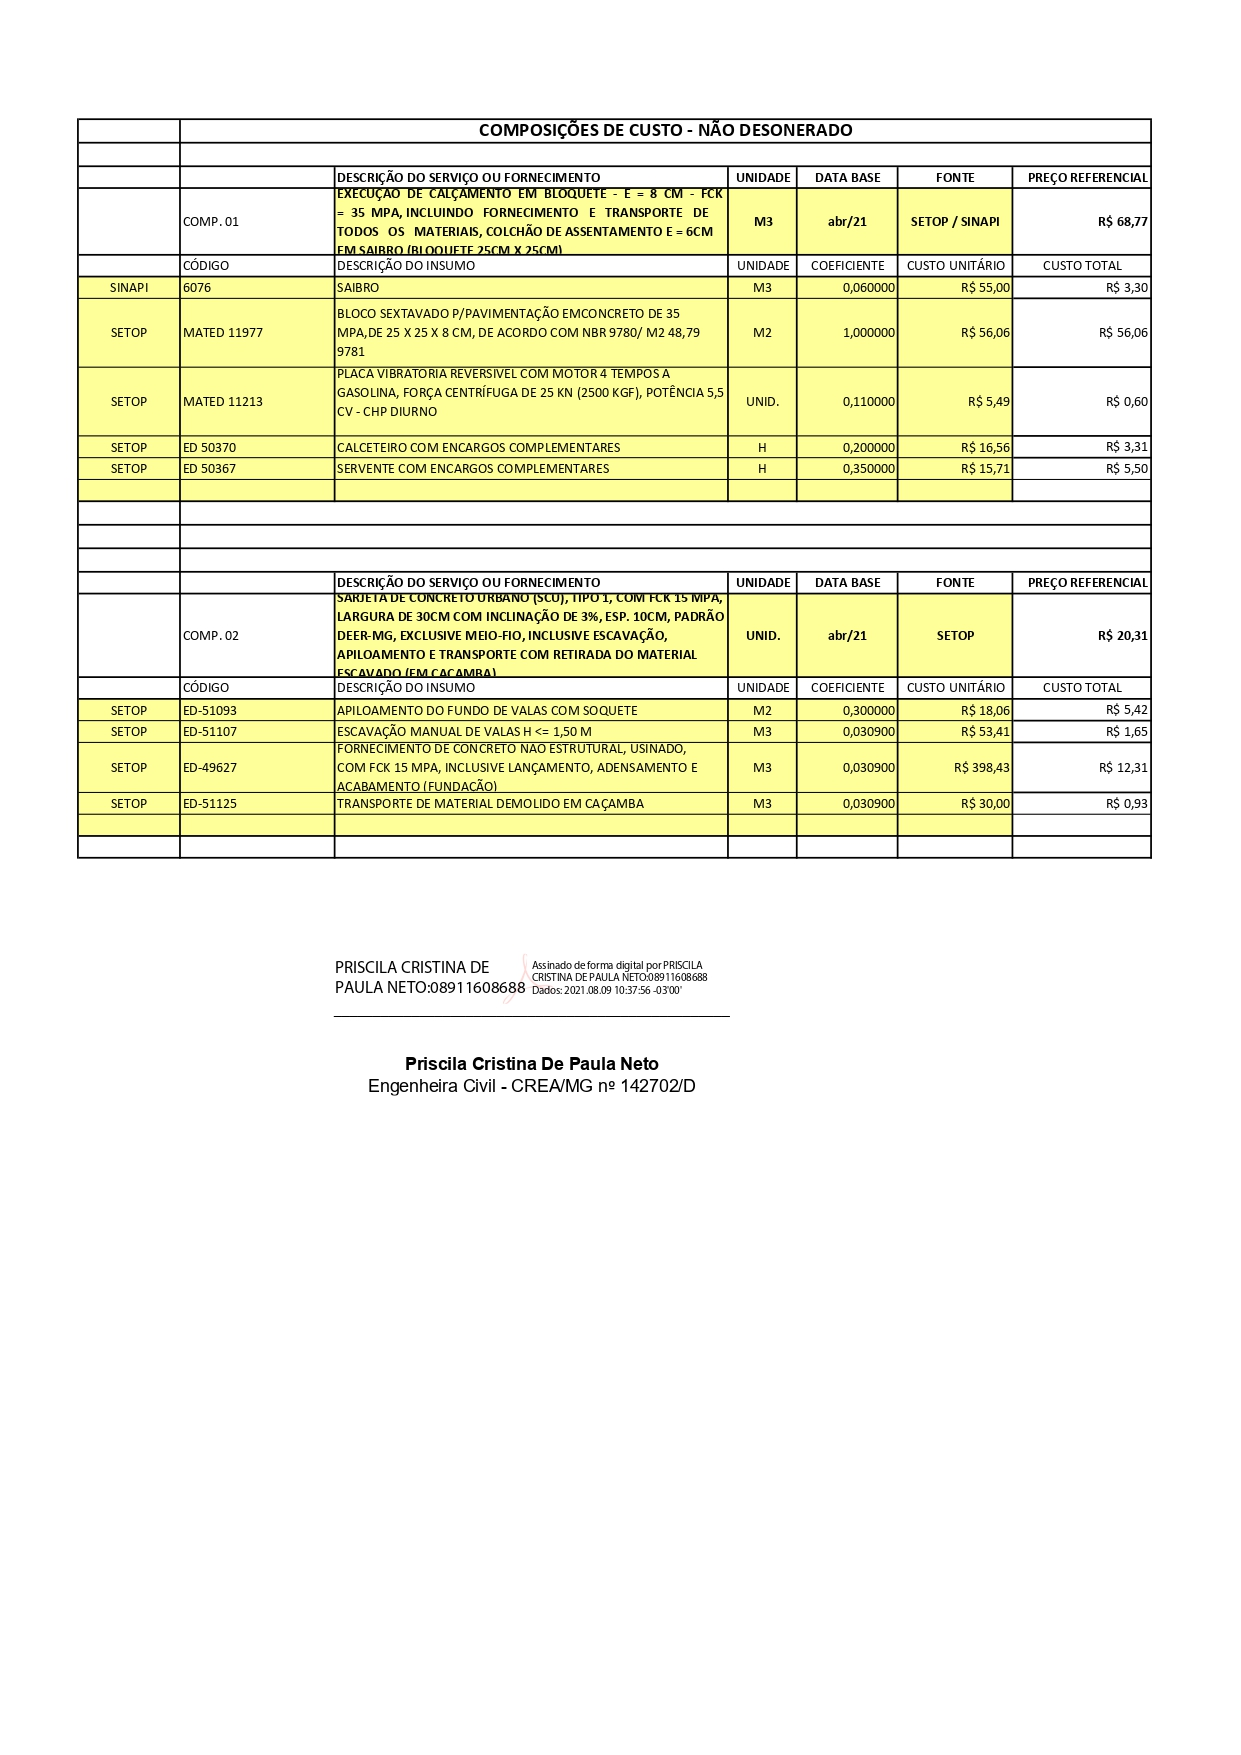 COMPOSIÇÕES DE CUSTO - NÃO DESONERADO
DESCRIÇÃO DO SERVIÇO OU FORNECIMENTO UNIDADE DATA BASE FONTE PREÇO REFERENCIAL
EXECUÇÃO DE CALÇAMENTO EM BLOQUETE - E = 8 CM - FCK
= 35 MPA, INCLUINDO FORNECIMENTO E TRANSPORTE DE
TODOS OS MATERIAIS, COLCHÃO DE ASSENTAMENTO E = 6CM
EM SAIBRO (BLOQUETE 25CM X 25CM)
COMP. 01 M3 abr/21 SETOP / SINAPI R$ 68,77
CÓDIGO DESCRIÇÃO DO INSUMO UNIDADE COEFICIENTE CUSTO UNITÁRIO CUSTO TOTAL
SINAPI 6076 SAIBRO M3 0,060000 R$ 55,00 R$ 3,30
BLOCO SEXTAVADO P/PAVIMENTAÇÃO EMCONCRETO DE 35
SETOP MATED 11977 MPA,DE 25 X 25 X 8 CM, DE ACORDO COM NBR 9780/ M2 48,79 M2 1,000000 R$ 56,06 R$ 56,06
9781
PLACA VIBRATORIA REVERSIVEL COM MOTOR 4 TEMPOS A
GASOLINA, FORÇA CENTRÍFUGA DE 25 KN (2500 KGF), POTÊNCIA 5,5
SETOP MATED 11213 UNID. 0,110000 R$ 5,49 R$ 0,60
CV - CHP DIURNO
SETOP ED 50370 CALCETEIRO COM ENCARGOS COMPLEMENTARES H 0,200000 R$ 16,56 R$ 3,31
SETOP ED 50367 SERVENTE COM ENCARGOS COMPLEMENTARES H 0,350000 R$ 15,71 R$ 5,50
DESCRIÇÃO DO SERVIÇO OU FORNECIMENTO UNIDADE DATA BASE FONTE PREÇO REFERENCIAL
SARJETA DE CONCRETO URBANO (SCU), TIPO 1, COM FCK 15 MPA,
LARGURA DE 30CM COM INCLINAÇÃO DE 3%, ESP. 10CM, PADRÃO
COMP. 02 DEER-MG, EXCLUSIVE MEIO-FIO, INCLUSIVE ESCAVAÇÃO, UNID. abr/21 SETOP R$ 20,31
APILOAMENTO E TRANSPORTE COM RETIRADA DO MATERIAL
ESCAVADO (EM CAÇAMBA)
CÓDIGO DESCRIÇÃO DO INSUMO UNIDADE COEFICIENTE CUSTO UNITÁRIO CUSTO TOTAL
SETOP ED-51093 APILOAMENTO DO FUNDO DE VALAS COM SOQUETE M2 0,300000 R$ 18,06 R$ 5,42
SETOP ED-51107 ESCAVAÇÃO MANUAL DE VALAS H <= 1,50 M M3 0,030900 R$ 53,41 R$ 1,65
FORNECIMENTO DE CONCRETO NÃO ESTRUTURAL, USINADO,
SETOP ED-49627 COM FCK 15 MPA, INCLUSIVE LANÇAMENTO, ADENSAMENTO E M3 0,030900 R$ 398,43 R$ 12,31
ACABAMENTO (FUNDAÇÃO)
SETOP ED-51125 TRANSPORTE DE MATERIAL DEMOLIDO EM CAÇAMBA M3 0,030900 R$ 30,00 R$ 0,93
PRISCILA CRISTINA DE
PAULA NETO:08911608688
Assinado de forma digital por PRISCILA
CRISTINA DE PAULA NETO:08911608688
Dados: 2021.08.09 10:37:56 -03'00'
Priscila Cristina De Paula Neto
Engenheira Civil - CREA/MG nº 142702/D